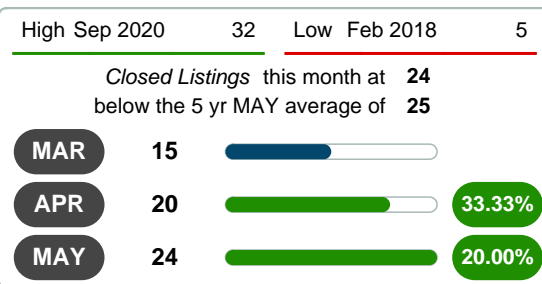 High Sep 2020 32 Low Feb 2018 5
Closed Listings this month at 24
below the 5 yr MAY average of 25
MAR 15
APR 20 33.33%
MAY 24 20.00%